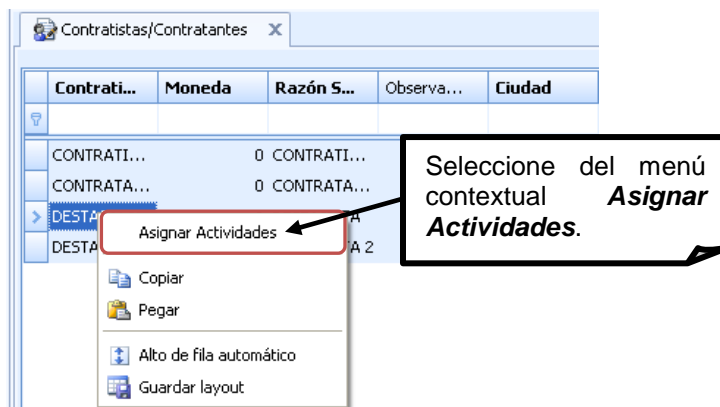 Contratistas/Contratantes X
Contrati... Moneda Razón S... Observa... Ciudad
CONTRATI... 0 CONTRATI...
CONTRATA... 0 CONTRATA...
DESTA
DESTA TA 2
Asignar Actividades
Copiar
Pegar
Alto de fila automático
Guardar layout
Seleccione del menú
contextual Asignar
Actividades.